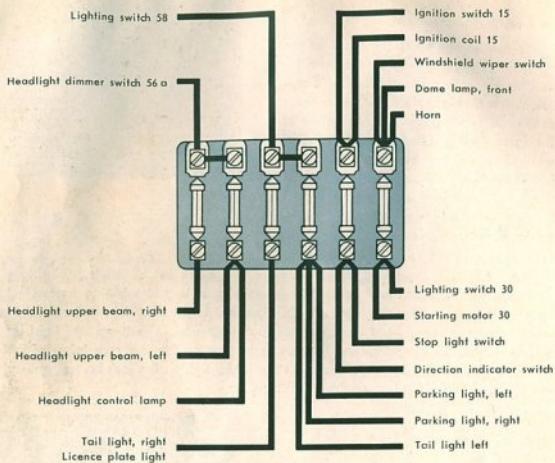 Lighting switch 58
Headlight dimmer switch 56 a
Ignition switch 15
Ignition coil 15
Windshield wiper switch
Dome lamp, front
Horn
Headlight upper beam, right
Headlight upper beam, left
Headlight control lamp
Tail light, right
Licence plate light
Lighting switch 30
Starting motor 30
Stop light switch
Direction indicator switch
Parking light, left
Parking light, right
Tail light left